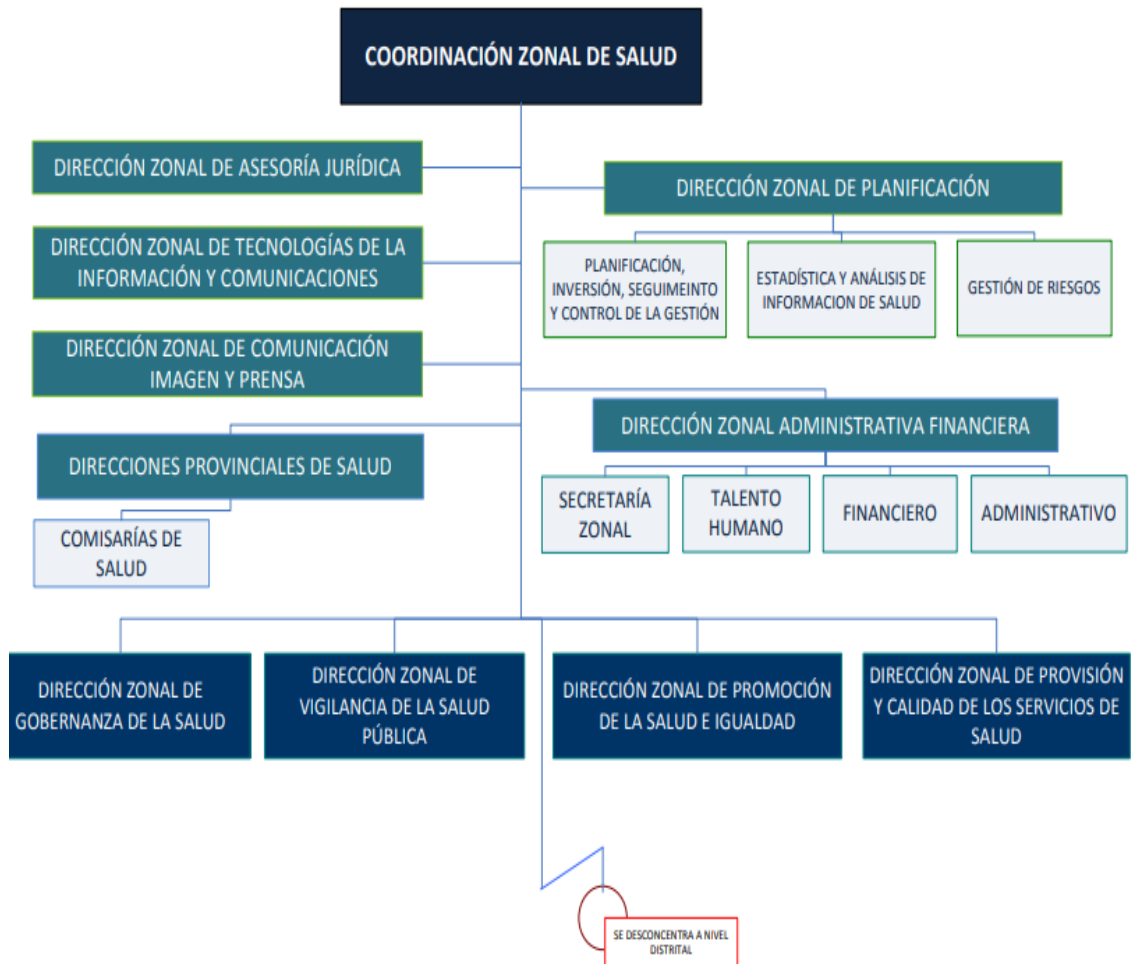 COORDINACIÓN ZONAL DE SALUD
DIRECCIÓN ZONAL DE ASESORÍA JURÍDICA
DIRECCIÓN ZONAL DE PLANIFICACIÓN
DIRECCIÓN ZONAL DE TECNOLOGÍAS DE LA
INFORMACIÓN Y COMUNICACIONES
PLANIFICACIÓN,
INVERSIÓN, SEGUIMEINTO
Y CONTROL DE LA GESTIÓN
ESTADÍSTICA Y ANÁLISIS DE
INFORMACION DE SALUD
GESTIÓN DE RIESGOS
DIRECCIÓN ZONAL DE COMUNICACIÓN
IMAGEN Y PRENSA
DIRECCIÓN ZONAL ADMINISTRATIVA FINANCIERA
DIRECCIONES PROVINCIALES DE SALUD
SECRETARÍA
ZONAL
TALENTO
HUMANO
FINANCIERO
ADMINISTRATIVO
COMISARÍAS DE
SALUD
DIRECCIÓN ZONAL DE
GOBERNANZA DE LA SALUD
DIRECCIÓN ZONAL DE
VIGILANCIA DE LA SALUD
PÚBLICA
DIRECCIÓN ZONAL DE PROMOCIÓN
DE LA SALUD E IGUALDAD
DIRECCIÓN ZONAL DE PROVISIÓN
Y CALIDAD DE LOS SERVICIOS DE
SALUD
SE DESCONCENTRA A NIVEL
DISTRITAL